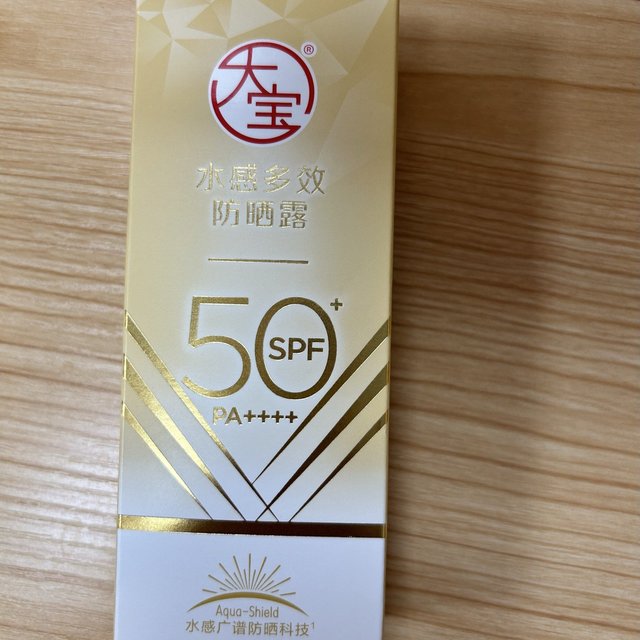 大宝®
水感多效
防晒露
50+
SPF
PA++++
Aqua-Shield
水感广谱防晒科技1